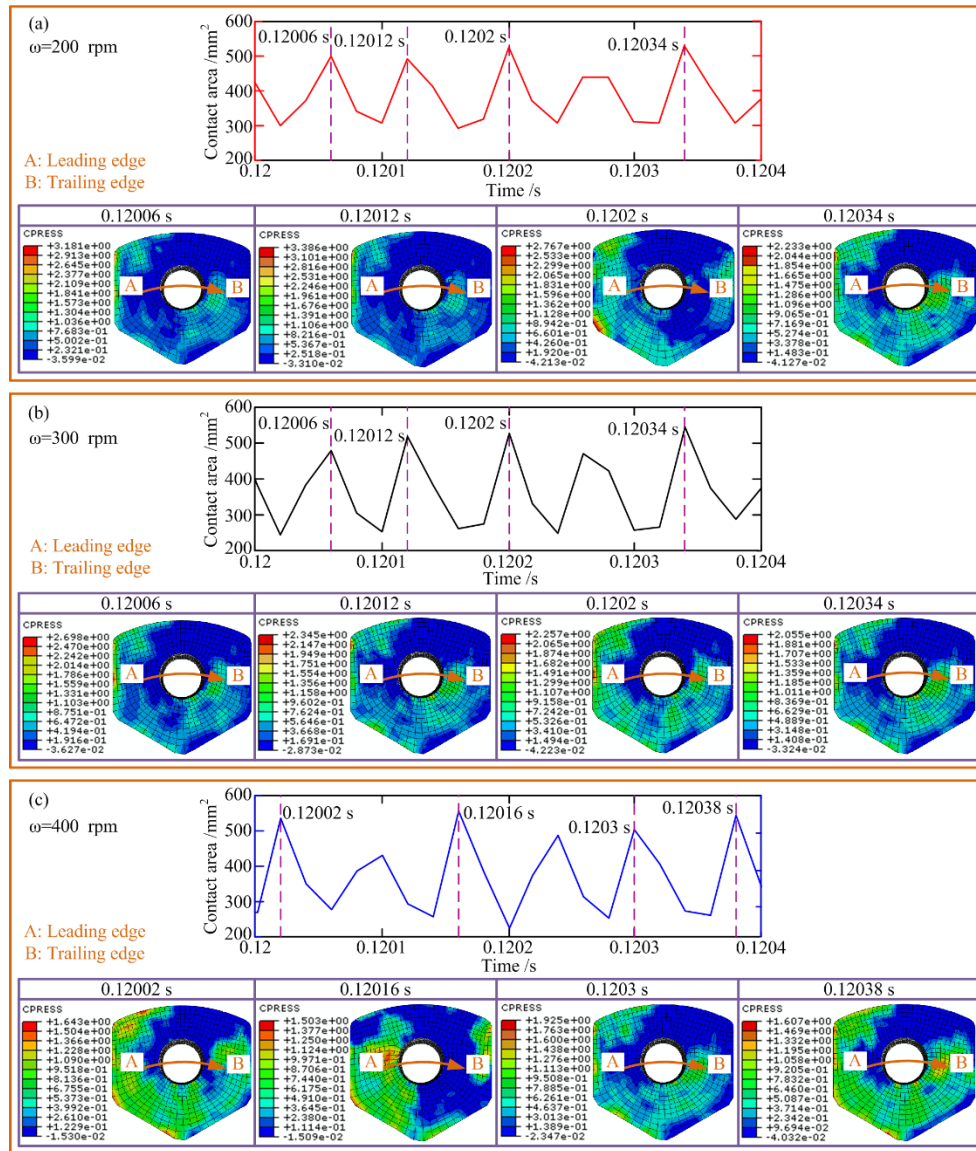 (a)
ω=200 rpm
A: Leading edge
B: Trailing edge
Contact area /mm²
600
500
400
300
200
0.12006 s
0.12012 s
0.1202 s
0.12034 s
0.12
0.1201
0.1202
0.1203
0.1204
Time /s
0.12006 s
0.12012 s
0.1202 s
0.12034 s
CPRESS
+3.181e+00
+2.913e+00
+2.645e+00
+2.377e+00
+2.109e+00
+1.841e+00
+1.573e+00
+1.304e+00
+1.036e+00
+7.683e-01
+5.002e-01
+2.321e-01
-3.599e-02
A
B
CPRESS
+3.386e+00
+3.101e+00
+2.816e+00
+2.531e+00
+2.246e+00
+1.961e+00
+1.676e+00
+1.391e+00
+1.106e+00
+8.216e-01
+5.367e-01
+2.518e-01
-3.310e-02
A
B
CPRESS
+2.767e+00
+2.533e+00
+2.299e+00
+2.065e+00
+1.831e+00
+1.596e+00
+1.362e+00
+1.128e+00
+8.942e-01
+6.601e-01
+4.260e-01
+1.920e-01
-4.213e-02
A
B
CPRESS
+2.233e+00
+2.044e+00
+1.854e+00
+1.665e+00
+1.475e+00
+1.286e+00
+1.096e+00
+9.065e-01
+7.169e-01
+5.274e-01
+3.378e-01
+1.483e-01
-4.127e-02
A
B
(b)
ω=300 rpm
A: Leading edge
B: Trailing edge
Contact area /mm²
600
500
400
300
200
0.12006 s
0.12012 s
0.1202 s
0.12034 s
0.12
0.1201
0.1202
0.1203
0.1204
Time /s
0.12006 s
0.12012 s
0.1202 s
0.12034 s
CPRESS
+2.698e+00
+2.470e+00
+2.242e+00
+2.014e+00
+1.786e+00
+1.559e+00
+1.331e+00
+1.103e+00
+8.751e-01
+6.472e-01
+4.194e-01
+1.916e-01
-3.627e-02
A
B
CPRESS
+2.345e+00
+2.147e+00
+1.949e+00
+1.751e+00
+1.554e+00
+1.356e+00
+1.158e+00
+9.602e-01
+7.624e-01
+5.646e-01
+3.668e-01
+1.691e-01
-2.873e-02
A
B
CPRESS
+2.257e+00
+2.065e+00
+1.874e+00
+1.682e+00
+1.491e+00
+1.299e+00
+1.107e+00
+9.158e-01
+7.242e-01
+5.326e-01
+3.410e-01
+1.494e-01
-4.223e-02
A
B
CPRESS
+2.055e+00
+1.881e+00
+1.707e+00
+1.533e+00
+1.359e+00
+1.185e+00
+1.011e+00
+8.369e-01
+6.629e-01
+4.889e-01
+3.148e-01
+1.408e-01
-3.324e-02
A
B
(c)
ω=400 rpm
A: Leading edge
B: Trailing edge
Contact area /mm²
600
500
400
300
200
0.12002 s
0.12016 s
0.1203 s
0.12038 s
0.12
0.1201
0.1202
0.1203
0.1204
Time /s
0.12002 s
0.12016 s
0.1203 s
0.12038 s
CPRESS
+1.643e+00
+1.504e+00
+1.366e+00
+1.228e+00
+1.090e+00
+9.518e-01
+8.136e-01
+6.755e-01
+5.373e-01
+3.992e-01
+2.610e-01
+1.229e-01
-1.530e-02
A
B
CPRESS
+1.503e+00
+1.377e+00
+1.250e+00
+1.124e+00
+9.971e-01
+8.706e-01
+7.440e-01
+6.175e-01
+4.910e-01
+3.645e-01
+2.380e-01
+1.114e-01
-1.509e-02
A
B
CPRESS
+1.925e+00
+1.763e+00
+1.600e+00
+1.438e+00
+1.276e+00
+1.113e+00
+9.508e-01
+7.885e-01
+6.261e-01
+4.637e-01
+3.013e-01
+1.389e-01
-2.347e-02
A
B
CPRESS
+1.607e+00
+1.469e+00
+1.332e+00
+1.195e+00
+1.058e+00
+9.205e-01
+7.832e-01
+6.460e-01
+5.087e-01
+3.714e-01
+2.342e-01
+9.694e-02
-4.032e-02
A
B